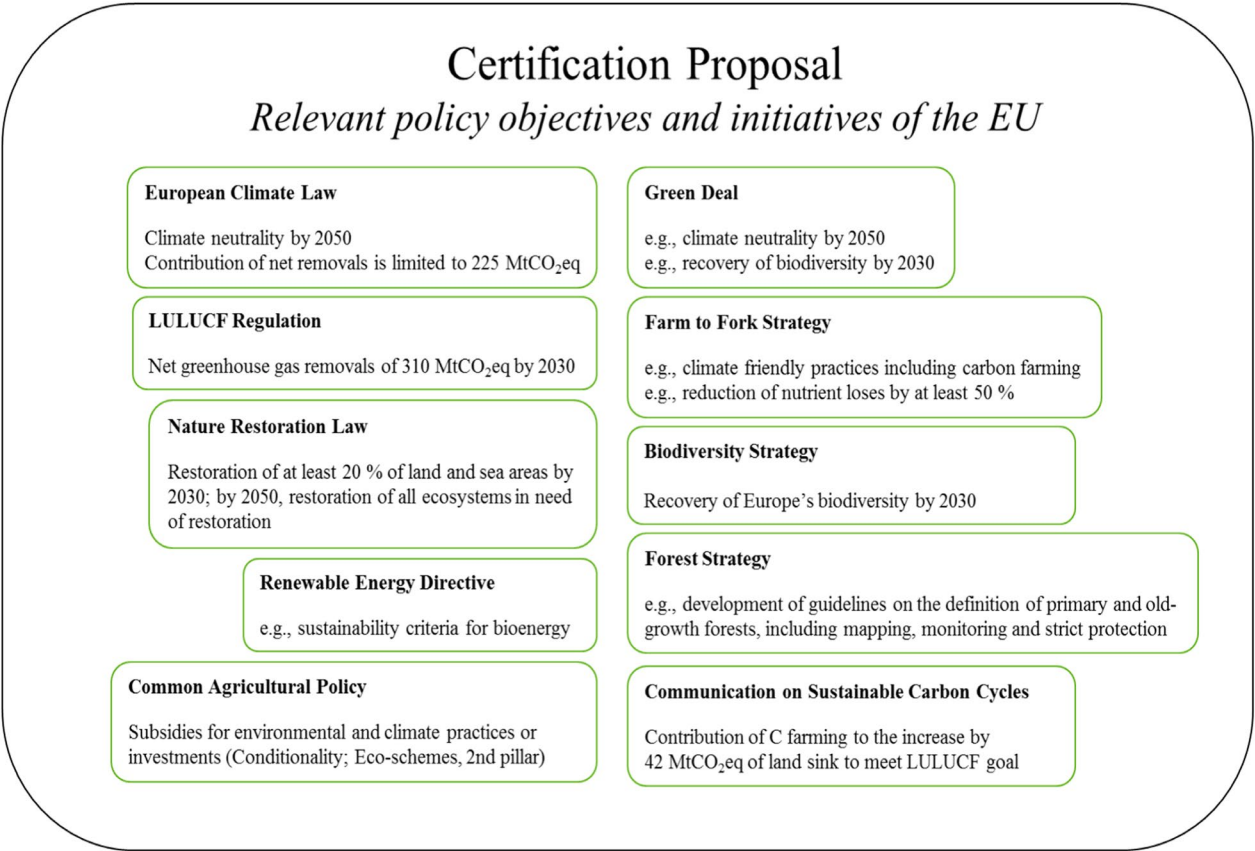 Certification Proposal
Relevant policy objectives and initiatives of the EU
European Climate Law
Climate neutrality by 2050
Contribution of net removals is limited to 225 MtCO₂eq
LULUCF Regulation
Net greenhouse gas removals of 310 MtCO₂eq by 2030
Nature Restoration Law
Restoration of at least 20 % of land and sea areas by
2030; by 2050, restoration of all ecosystems in need
of restoration
Renewable Energy Directive
e.g., sustainability criteria for bioenergy
Common Agricultural Policy
Subsidies for environmental and climate practices or
investments (Conditionality; Eco-schemes, 2nd pillar)
Green Deal
e.g., climate neutrality by 2050
e.g., recovery of biodiversity by 2030
Farm to Fork Strategy
e.g., climate friendly practices including carbon farming
e.g., reduction of nutrient loses by at least 50 %
Biodiversity Strategy
Recovery of Europe's biodiversity by 2030
Forest Strategy
e.g., development of guidelines on the definition of primary and old-
growth forests, including mapping, monitoring and strict protection
Communication on Sustainable Carbon Cycles
Contribution of C farming to the increase by
42 MtCO₂eq of land sink to meet LULUCF goal